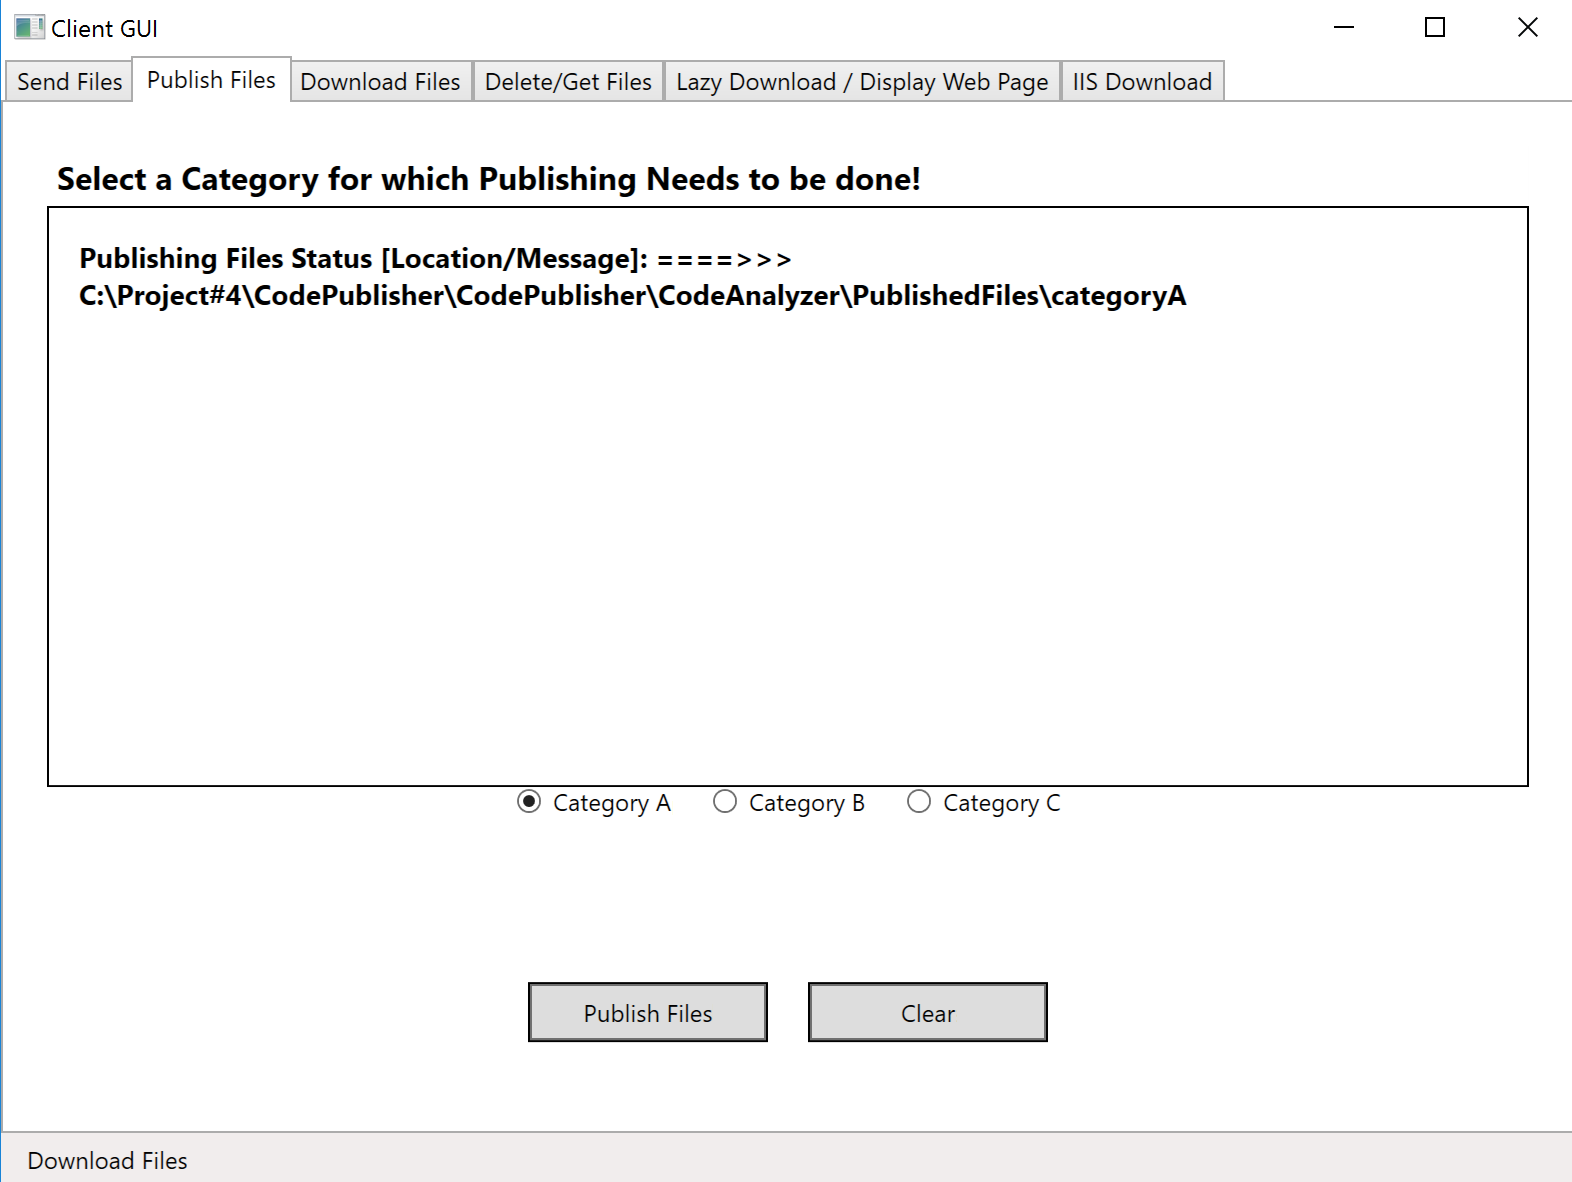 Client GUI
Send Files
Publish Files
Download Files
Delete/Get Files
Lazy Download / Display Web Page
IIS Download
Select a Category for which Publishing Needs to be done!
Publishing Files Status [Location/Message]: ====>>>
C:\Project#4\CodePublisher\CodePublisher\CodeAnalyzer\PublishedFiles\categoryA
Category A
Category B
Category C
Publish Files
Clear
Download Files